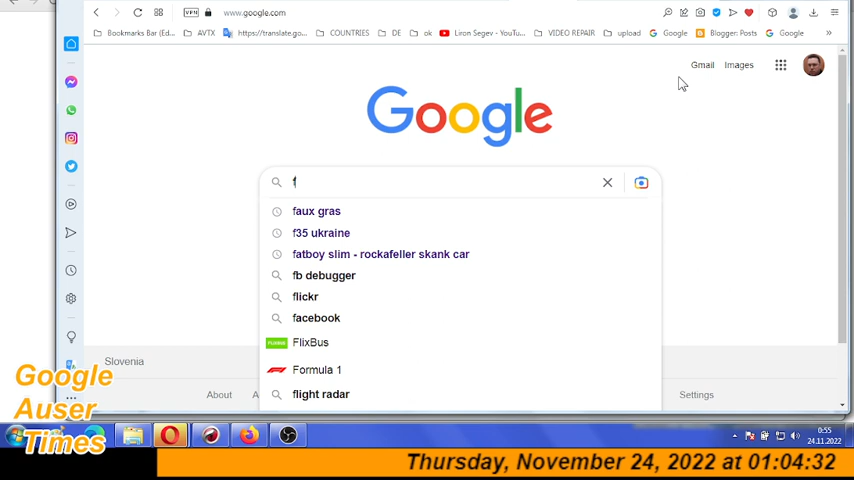 VPN www.google.com
Bookmarks Bar (Ed... AVTX https://translate.go... COUNTRIES DE ok Liron Segev - YouTu... VIDEO REPAIR upload Google Blogger: Posts Google »
Gmail Images
Google
f
faux gras
f35 ukraine
fatboy slim - rockafeller skank car
fb debugger
flickr
facebook
FLIXBUS FlixBus
Formula 1
flight radar
Slovenia
About A Settings
Google
Auser
Times
0:55
24.11.2022
Thursday, November 24, 2022 at 01:04:32